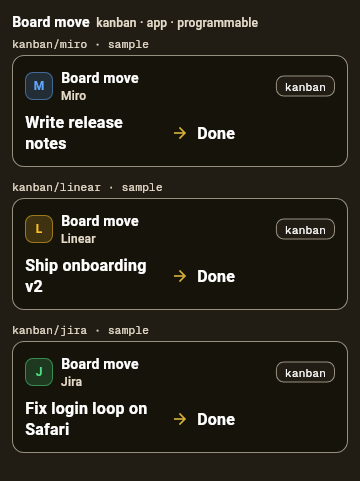 Board move kanban · app · programmable
kanban/miro · sample
M Board move kanban
Miro
Write release
notes → Done
kanban/linear · sample
L Board move kanban
Linear
Ship onboarding
v2 → Done
kanban/jira · sample
J Board move kanban
Jira
Fix login loop on
Safari → Done